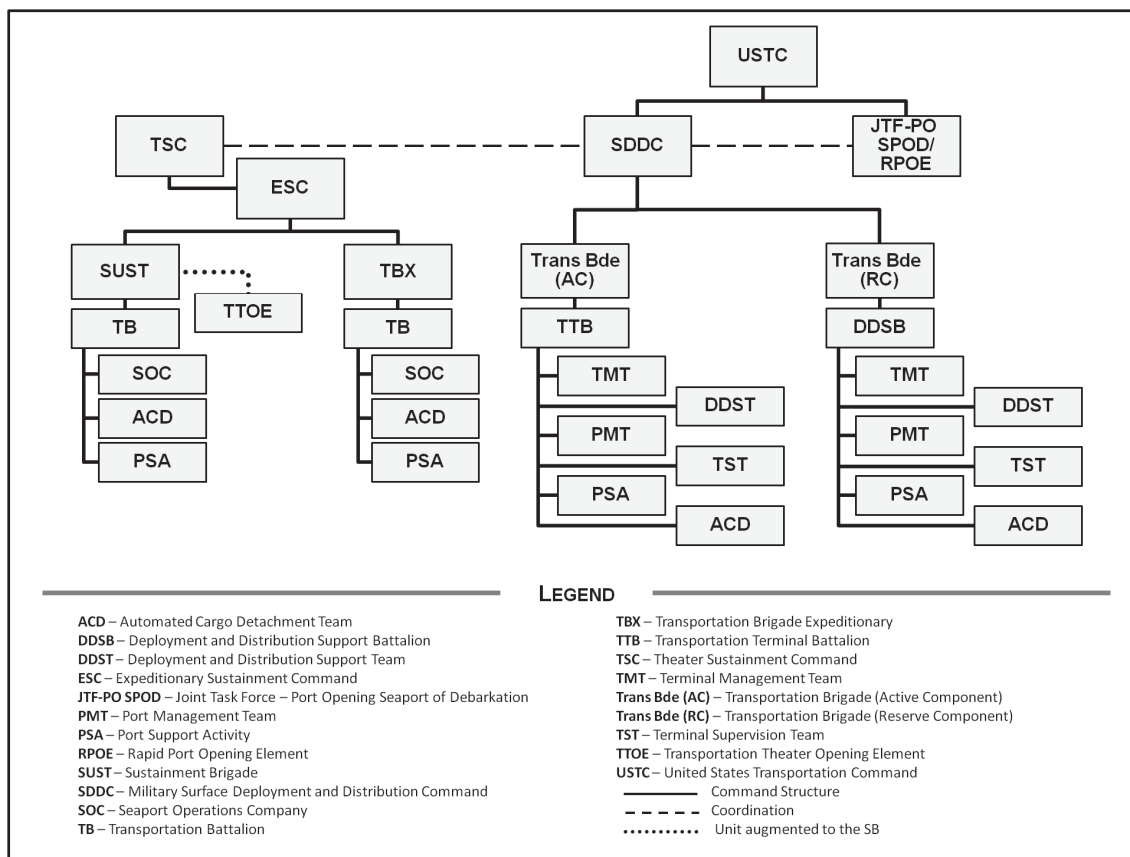 USTC
TSC
SDDC
JTF-PO
SPOD/
RPOE
ESC
SUST
TTOE
TBX
Trans Bde
(AC)
Trans Bde
(RC)
TB
TB
TTB
DDSB
SOC
ACD
PSA
SOC
ACD
PSA
TMT
DDST
PMT
TST
PSA
ACD
TMT
DDST
PMT
TST
PSA
ACD
LEGEND
ACD – Automated Cargo Detachment Team
DDSB – Deployment and Distribution Support Battalion
DDST – Deployment and Distribution Support Team
ESC – Expeditionary Sustainment Command
JTF-PO SPOD – Joint Task Force – Port Opening Seaport of Debarkation
PMT – Port Management Team
PSA – Port Support Activity
RPOE – Rapid Port Opening Element
SUST – Sustainment Brigade
SDDC – Military Surface Deployment and Distribution Command
SOC – Seaport Operations Company
TB – Transportation Battalion
TBX – Transportation Brigade Expeditionary
TTB – Transportation Terminal Battalion
TSC – Theater Sustainment Command
TMT – Terminal Management Team
Trans Bde (AC) – Transportation Brigade (Active Component)
Trans Bde (RC) – Transportation Brigade (Reserve Component)
TST – Terminal Supervision Team
TTOE – Transportation Theater Opening Element
USTC – United States Transportation Command
Command Structure
Coordination
Unit augmented to the SB